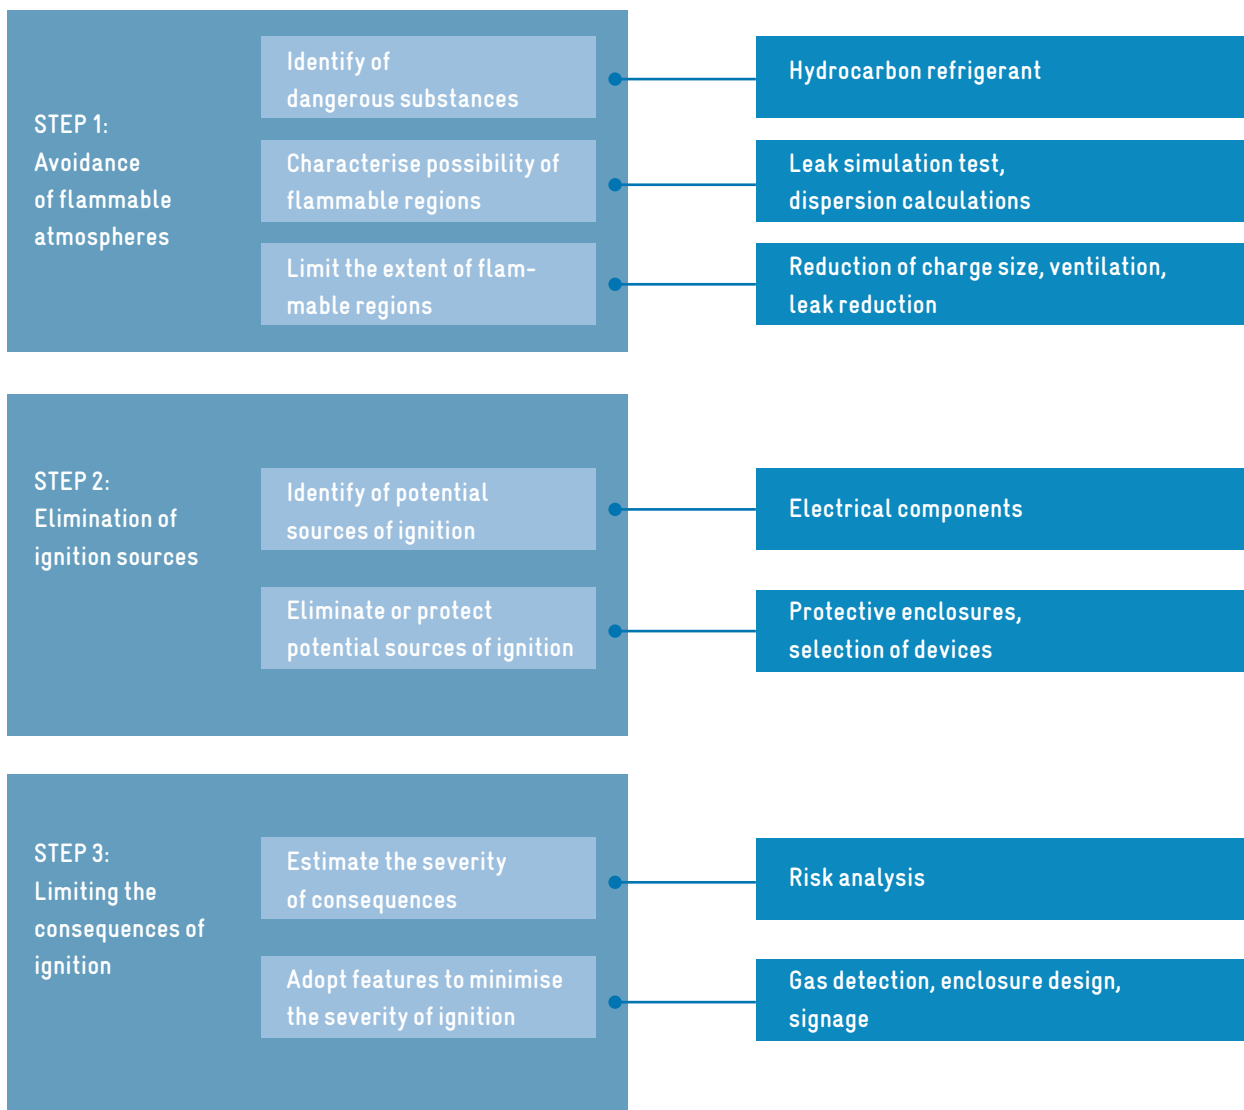 STEP 1:
Avoidance
of flammable
atmospheres
Identify of
dangerous substances
Hydrocarbon refrigerant
Characterise possibility of
flammable regions
Leak simulation test,
dispersion calculations
Limit the extent of flam-
mable regions
Reduction of charge size, ventilation,
leak reduction
STEP 2:
Elimination of
ignition sources
Identify of potential
sources of ignition
Electrical components
Eliminate or protect
potential sources of ignition
Protective enclosures,
selection of devices
STEP 3:
Limiting the
consequences of
ignition
Estimate the severity
of consequences
Risk analysis
Adopt features to minimise
the severity of ignition
Gas detection, enclosure design,
signage